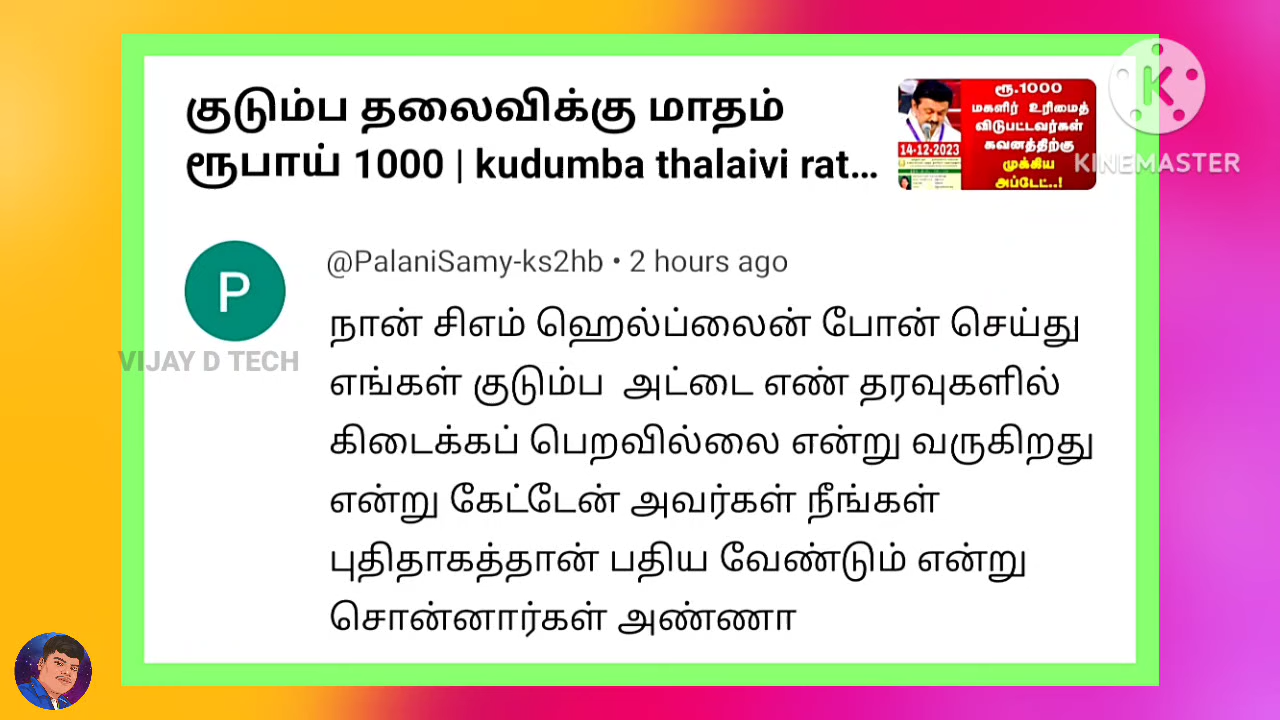 குடும்ப தலைவிக்கு மாதம்
ரூபாய் 1000 | kudumba thalaivi rat...
ரூ.1000
மகளிர் உரிமைத்
விடுபட்டவர்கள்
கவனத்திற்கு
முக்கிய
அப்டேட்..!
14-12-2023
K
KINEMASTER
P
@PalaniSamy-ks2hb • 2 hours ago
VIJAY D TECH
நான் சிஎம் ஹெல்ப்லைன் போன் செய்து
எங்கள் குடும்ப அட்டை எண் தரவுகளில்
கிடைக்கப் பெறவில்லை என்று வருகிறது
என்று கேட்டேன் அவர்கள் நீங்கள்
புதிதாகத்தான் பதிய வேண்டும் என்று
சொன்னார்கள் அண்ணா